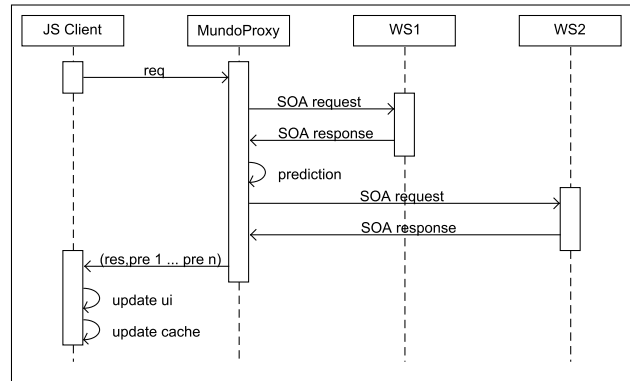 JS Client MundoProxy WS1 WS2
req
SOA request
SOA response
prediction
SOA request
SOA response
(res,pre 1 ... pre n)
update ui
update cache